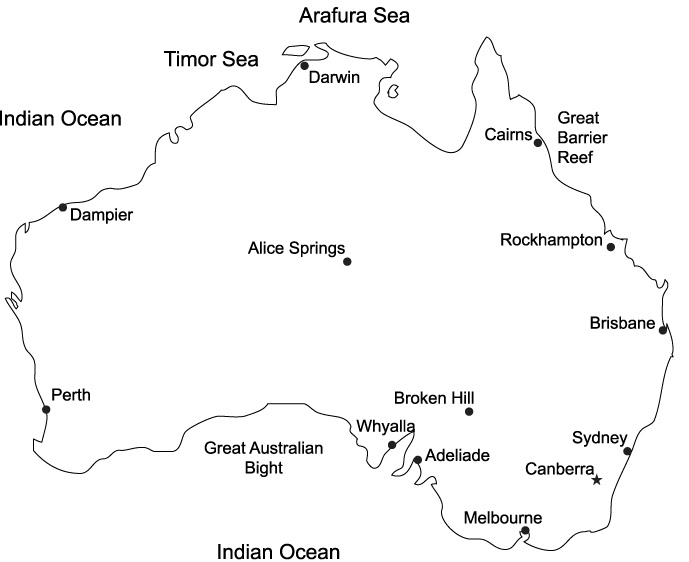 Arafura Sea
Timor Sea
Darwin
Indian Ocean
Great
Barrier
Reef
Cairns
Dampier
Rockhampton
Alice Springs
Brisbane
Perth
Broken Hill
Whyalla
Sydney
Great Australian
Bight
Adeliade
Canberra
Melbourne
Indian Ocean